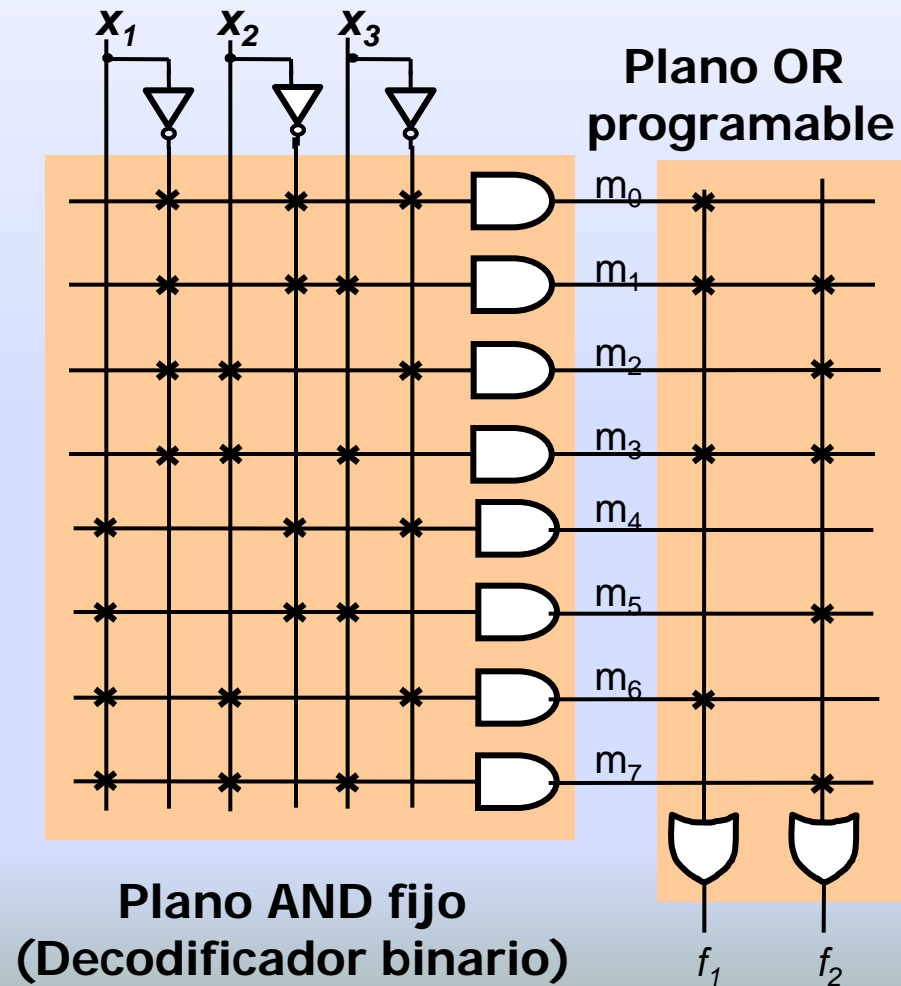 x₁ x₂ x₃
Plano OR
programable
m₀
m₁
m₂
m₃
m₄
m₅
m₆
m₇
Plano AND fijo
(Decodificador binario)
f₁ f₂